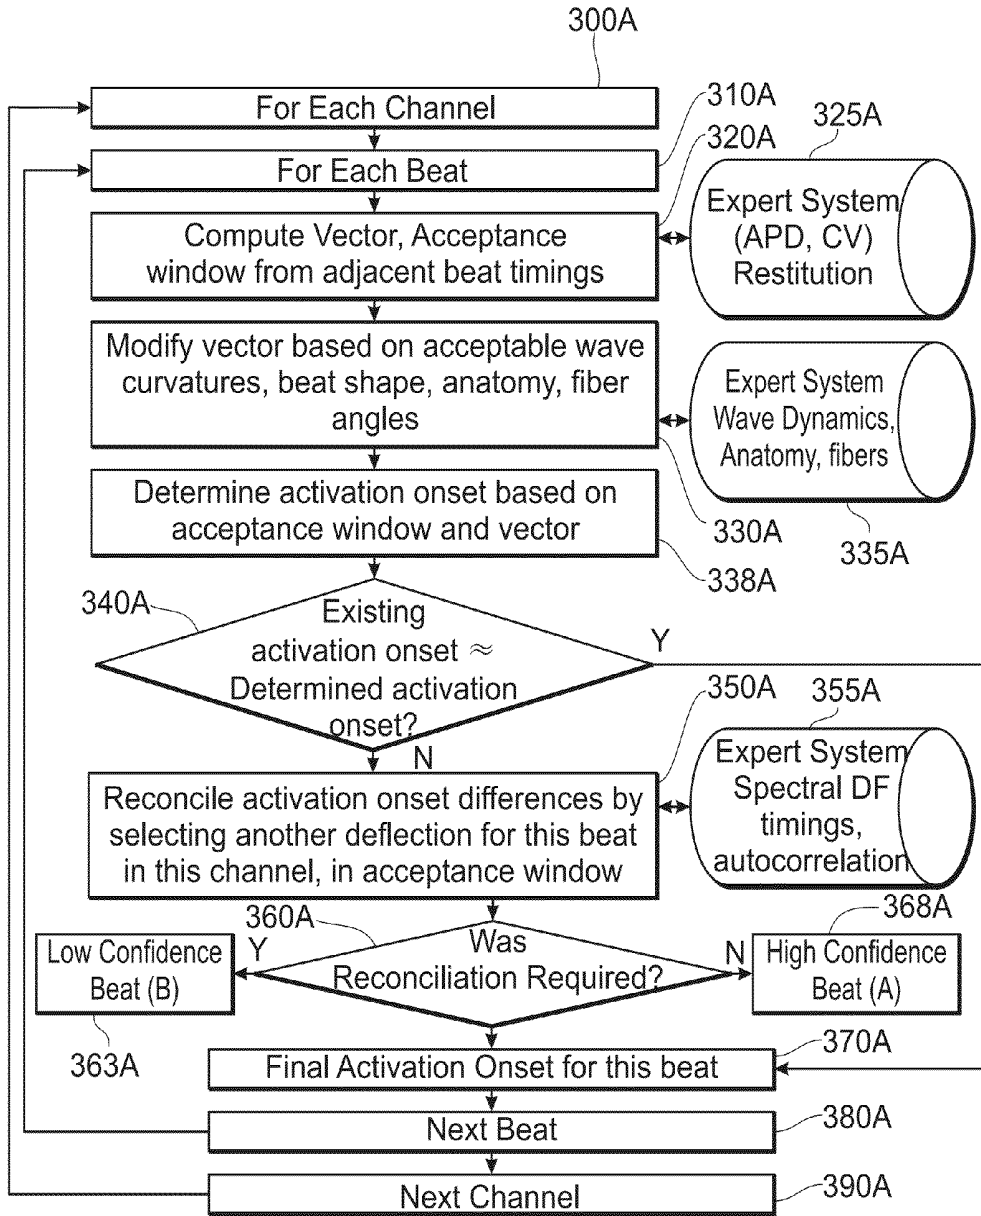 300A
For Each Channel
310A
For Each Beat
320A
325A
Compute Vector, Acceptance
window from adjacent beat timings
Expert System
(APD, CV)
Restitution
Modify vector based on acceptable wave
curvatures, beat shape, anatomy, fiber
angles
Expert System
Wave Dynamics,
Anatomy, fibers
330A
335A
Determine activation onset based on
acceptance window and vector
338A
340A
Existing
activation onset ≈
Determined activation
onset?
Y
N
350A
355A
Reconcile activation onset differences by
selecting another deflection for this beat
in this channel, in acceptance window
Expert System
Spectral DF
timings,
autocorrelation
360A
368A
Was
Reconciliation Required?
Y
N
Low Confidence
Beat (B)
High Confidence
Beat (A)
363A
370A
Final Activation Onset for this beat
380A
Next Beat
390A
Next Channel